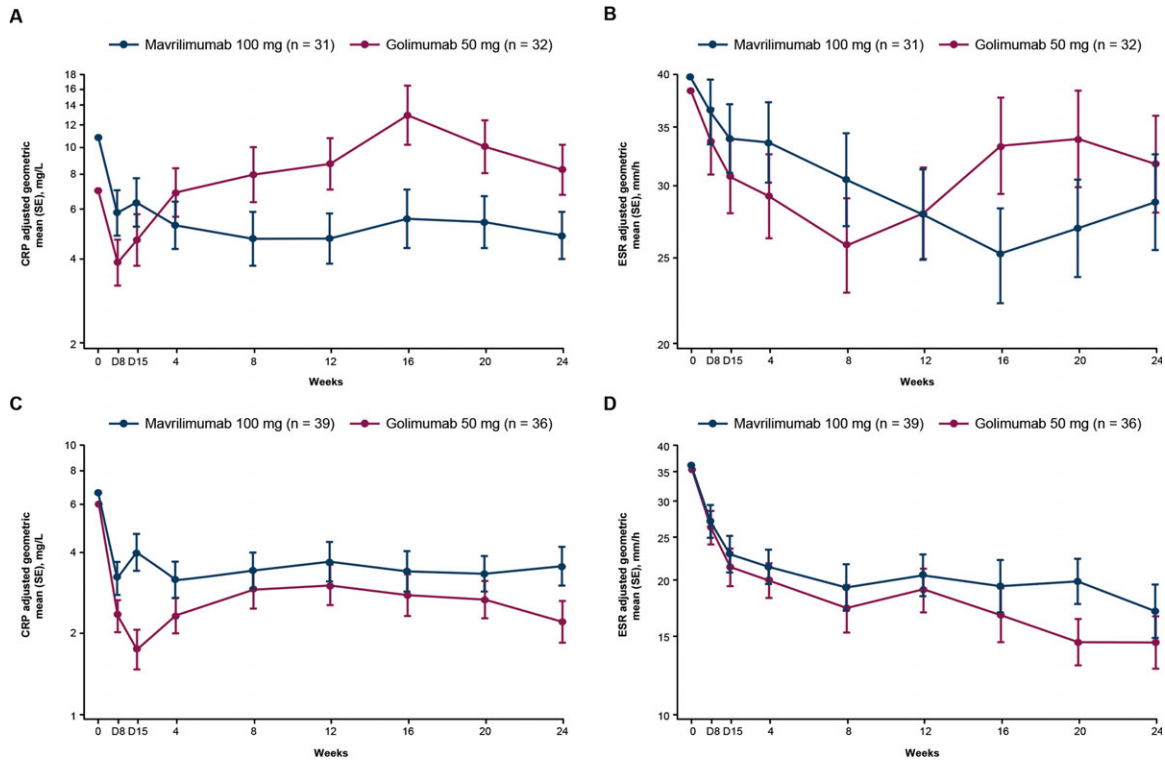 A
Mavrilimumab 100 mg (n = 31) Golimumab 50 mg (n = 32)
CRP adjusted geometric
mean (SE), mg/L
18
16
14
12
10
8
6
4
2
0 D8 D15 4 8 12 16 20 24
Weeks
B
Mavrilimumab 100 mg (n = 31) Golimumab 50 mg (n = 32)
ESR adjusted geometric
mean (SE), mm/h
40
35
30
25
20
0 D8 D15 4 8 12 16 20 24
Weeks
C
Mavrilimumab 100 mg (n = 39) Golimumab 50 mg (n = 36)
CRP adjusted geometric
mean (SE), mg/L
10
8
6
4
2
1
0 D8 D15 4 8 12 16 20 24
Weeks
D
Mavrilimumab 100 mg (n = 39) Golimumab 50 mg (n = 36)
ESR adjusted geometric
mean (SE), mm/h
40
35
30
25
20
15
10
0 D8 D15 4 8 12 16 20 24
Weeks